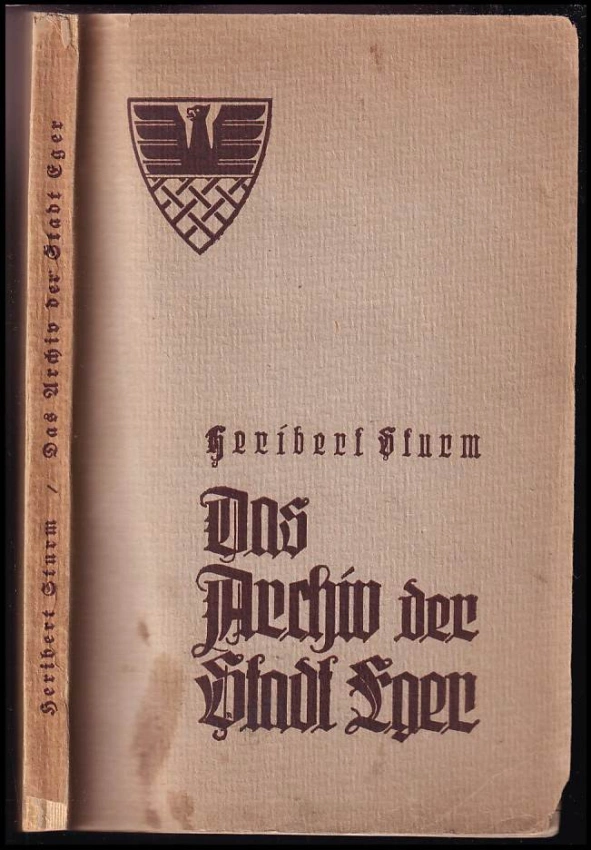 Heribert Sturm / Das Archiv der Stadt Eger
Heribert Sturm
Das
Archiv der
Stadt Eger